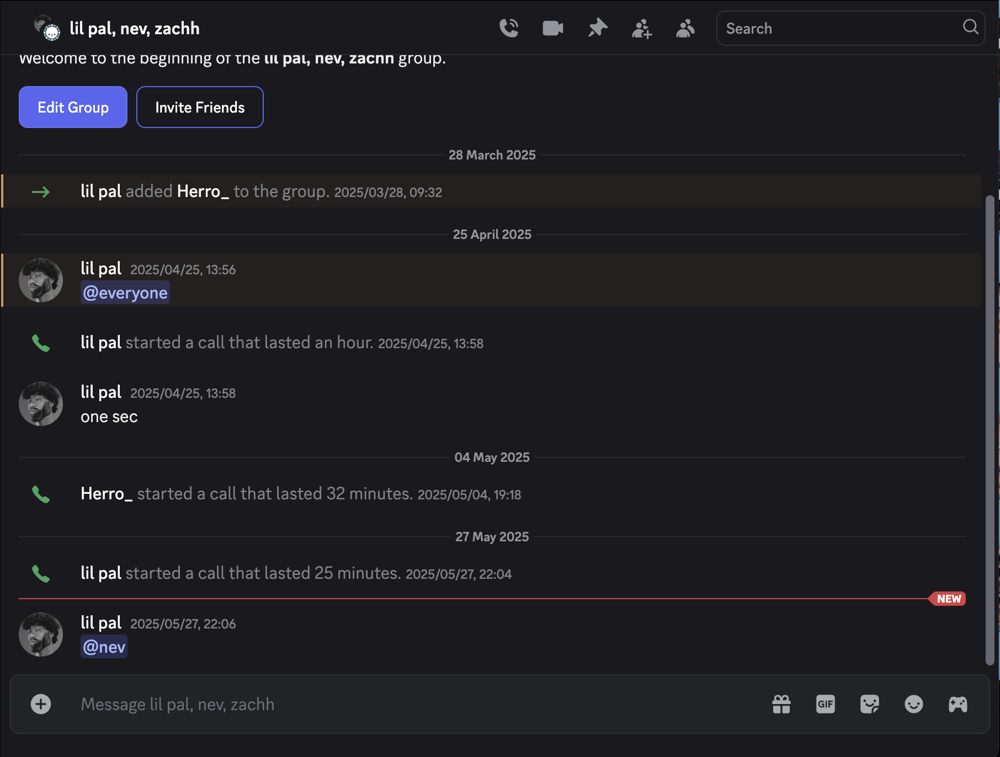 lil pal, nev, zachh
Search
Welcome to the beginning of the lil pal, nev, zachh group.
Edit Group
Invite Friends
28 March 2025
lil pal added Herro_ to the group. 2025/03/28, 09:32
25 April 2025
lil pal 2025/04/25, 13:56
@everyone
lil pal started a call that lasted an hour. 2025/04/25, 13:58
lil pal 2025/04/25, 13:58
one sec
04 May 2025
Herro_ started a call that lasted 32 minutes. 2025/05/04, 19:18
27 May 2025
lil pal started a call that lasted 25 minutes. 2025/05/27, 22:04
NEW
lil pal 2025/05/27, 22:06
@nev
Message lil pal, nev, zachh
GIF